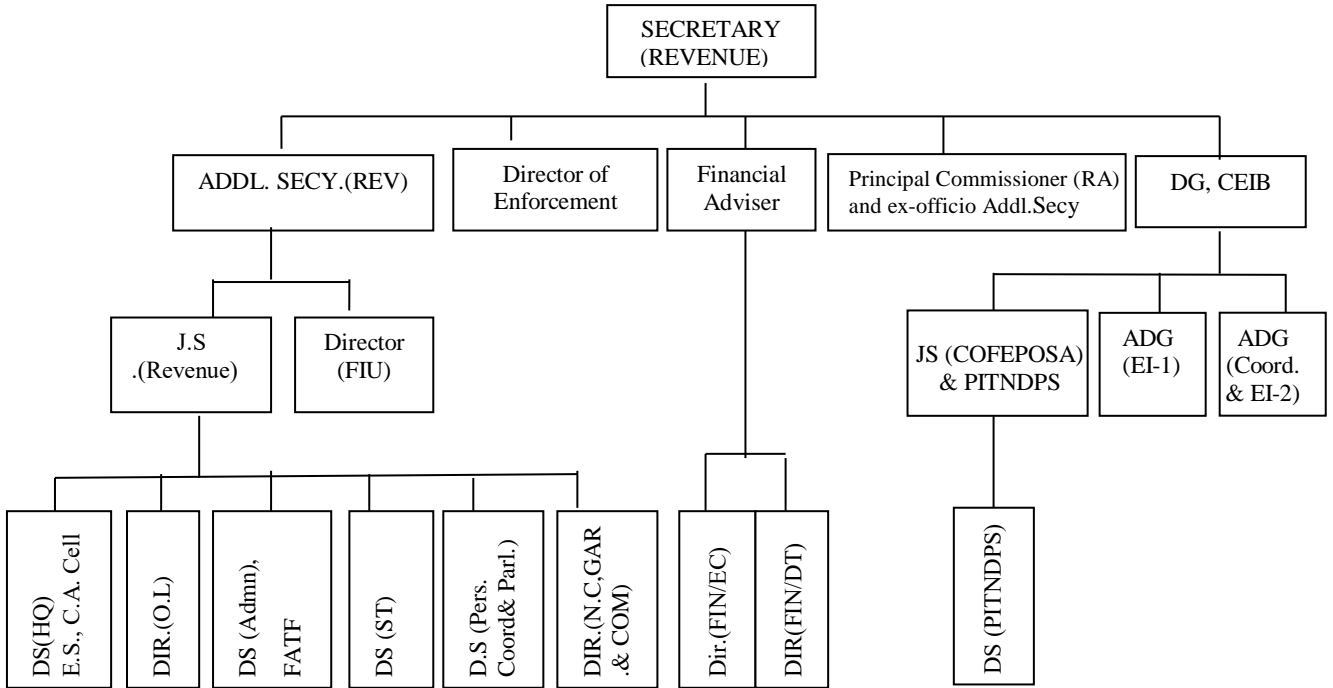 SECRETARY
(REVENUE)
ADDL. SECY.(REV)
Director of
Enforcement
Financial
Adviser
Principal Commissioner (RA)
and ex-officio Addl.Secy
DG, CEIB
J.S
.(Revenue)
Director
(FIU)
JS (COFEPOSA)
& PITNDPS
ADG
(EI-1)
ADG
(Coord.
& EI-2)
DS(HQ)
E.S., C.A. Cell
DIR.(O.L)
DS (Admn),
FATF
DS (ST)
D.S (Pers.
Coord& Parl.)
DIR.(N.C,GAR
.& COM)
Dir.(FIN/EC)
DIR(FIN/DT)
DS (PITNDPS)